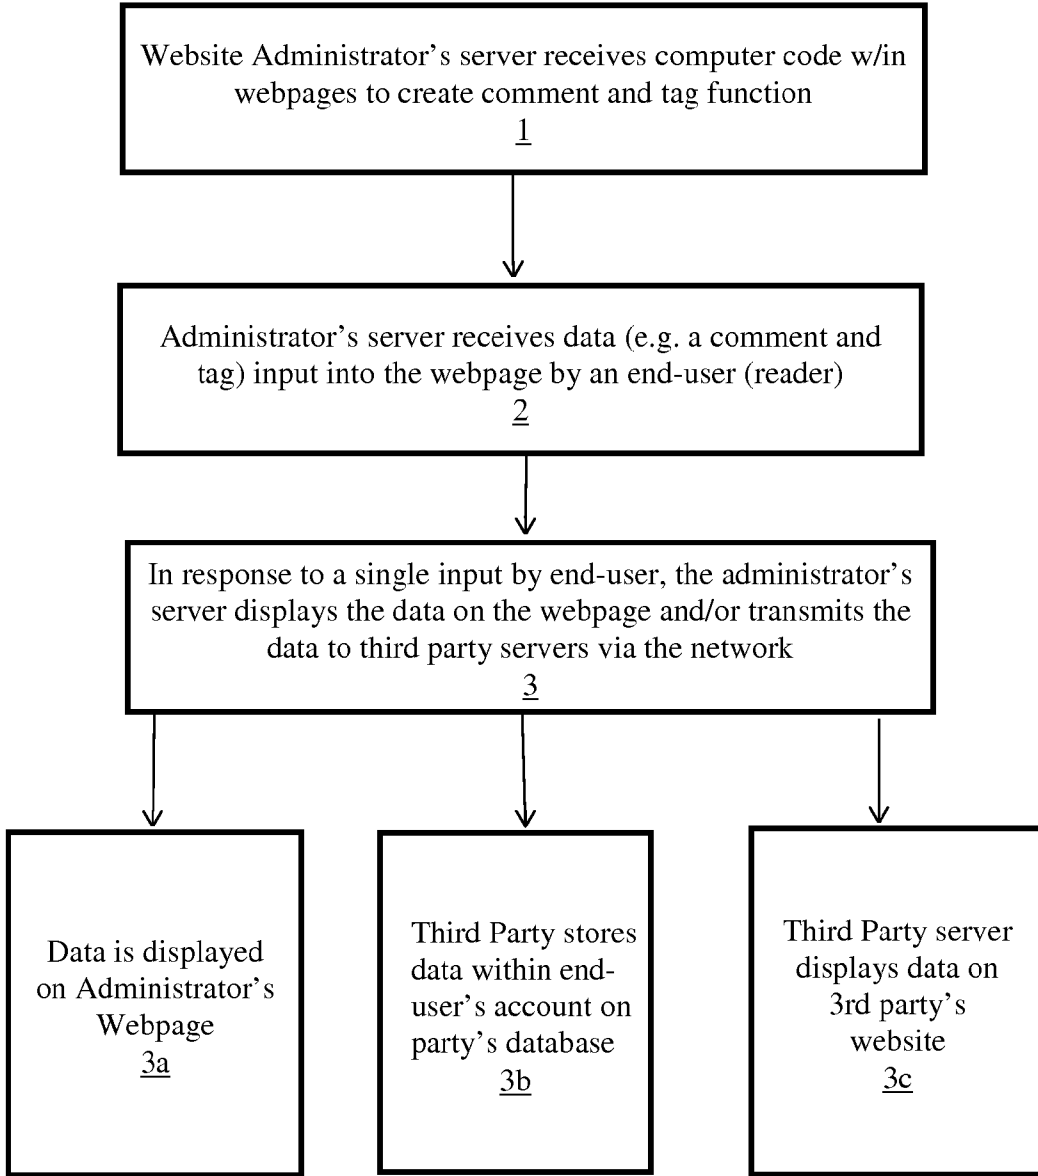 Website Administrator's server receives computer code w/in
webpages to create comment and tag function
1
Administrator's server receives data (e.g. a comment and
tag) input into the webpage by an end-user (reader)
2
In response to a single input by end-user, the administrator's
server displays the data on the webpage and/or transmits the
data to third party servers via the network
3
Data is displayed
on Administrator's
Webpage
3a
Third Party stores
data within end-
user's account on
party's database
3b
Third Party server
displays data on
3rd party's
website
3c